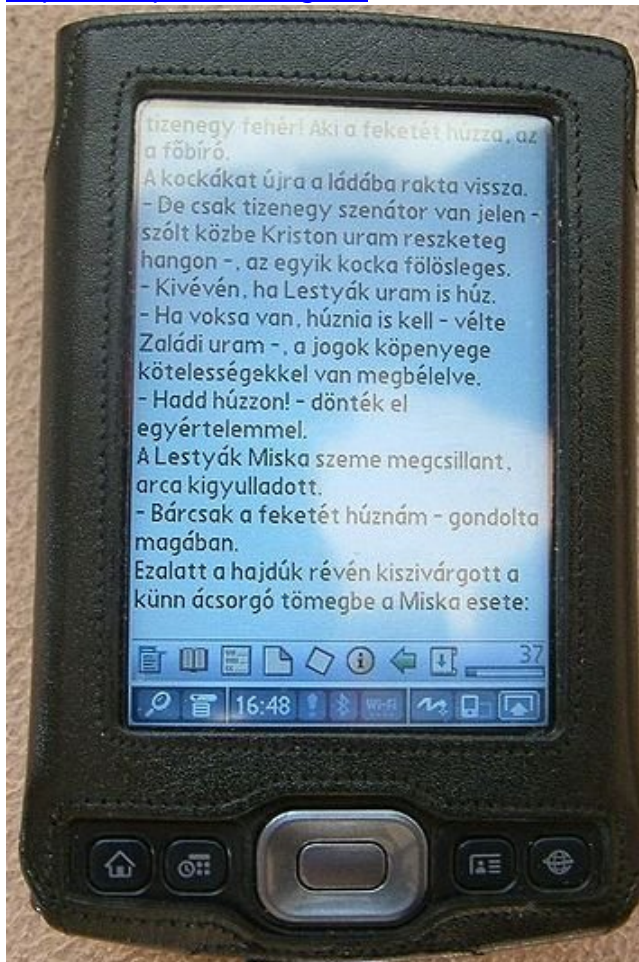 tizenegy fehér! Aki a feketét húzza, az
a főbíró.
A kockákat újra a ládába rakta vissza.
- De csak tizenegy szenátor van jelen -
szólt közbe Kriston uram reszketeg
hangon -, az egyik kocka fölösleges.
- Kivévén, ha Lestyák uram is húz.
- Ha voksa van, húznia is kell - vélte
Zaládi uram -, a jogok köpenyege
kötelességekkel van megbélelve.
- Hadd húzzon! - dönték el
egyértelemmel.
A Lestyák Miska szeme megcsillant,
arca kigyulladott.
- Bárcsak a feketét húznám - gondolta
magában.
Ezalatt a hajdúk révén kiszivárgott a
künn ácsorgó tömegbe a Miska esete:
37
16:48 Wi-Fi